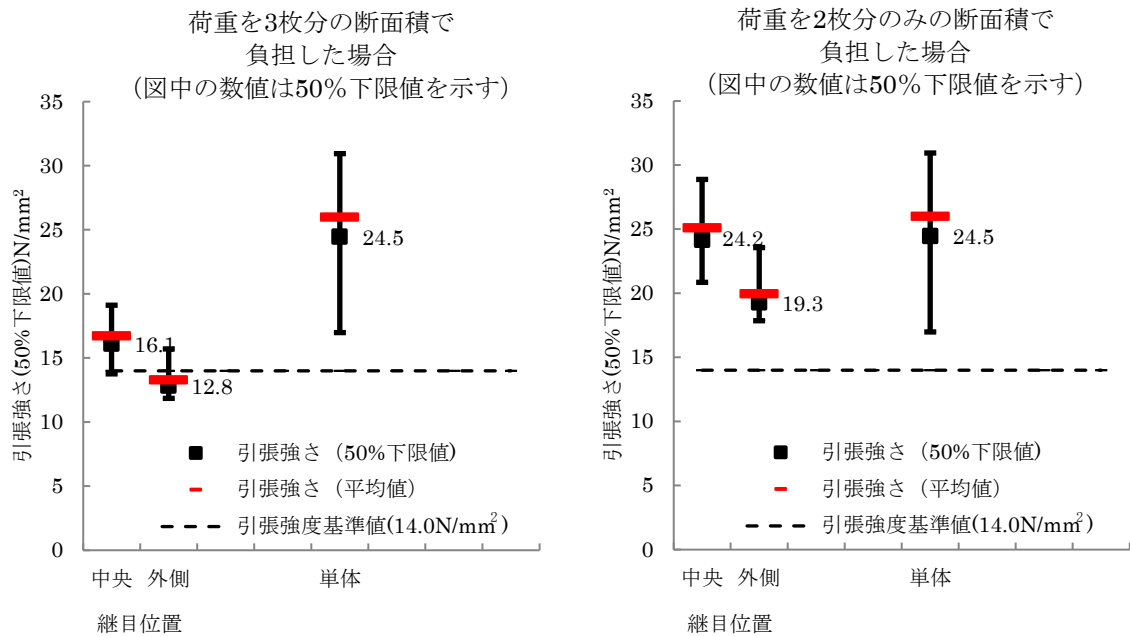 荷重を3枚分の断面積で
負担した場合
（図中の数値は50％下限値を示す）
35
30
25
20
15
10
5
0
引張強さ(50%下限値)N/mm²
16.1
12.8
24.5
引張強さ（50%下限値)
引張強さ（平均値）
引張強度基準値(14.0N/mm²)
中央 外側 単体
継目位置
荷重を2枚分のみの断面積で
負担した場合
（図中の数値は50％下限値を示す）
35
30
25
20
15
10
5
0
引張強さ(50%下限値)N/mm²
24.2
19.3
24.5
引張強さ（50%下限値)
引張強さ（平均値）
引張強度基準値(14.0N/mm²)
中央 外側 単体
継目位置